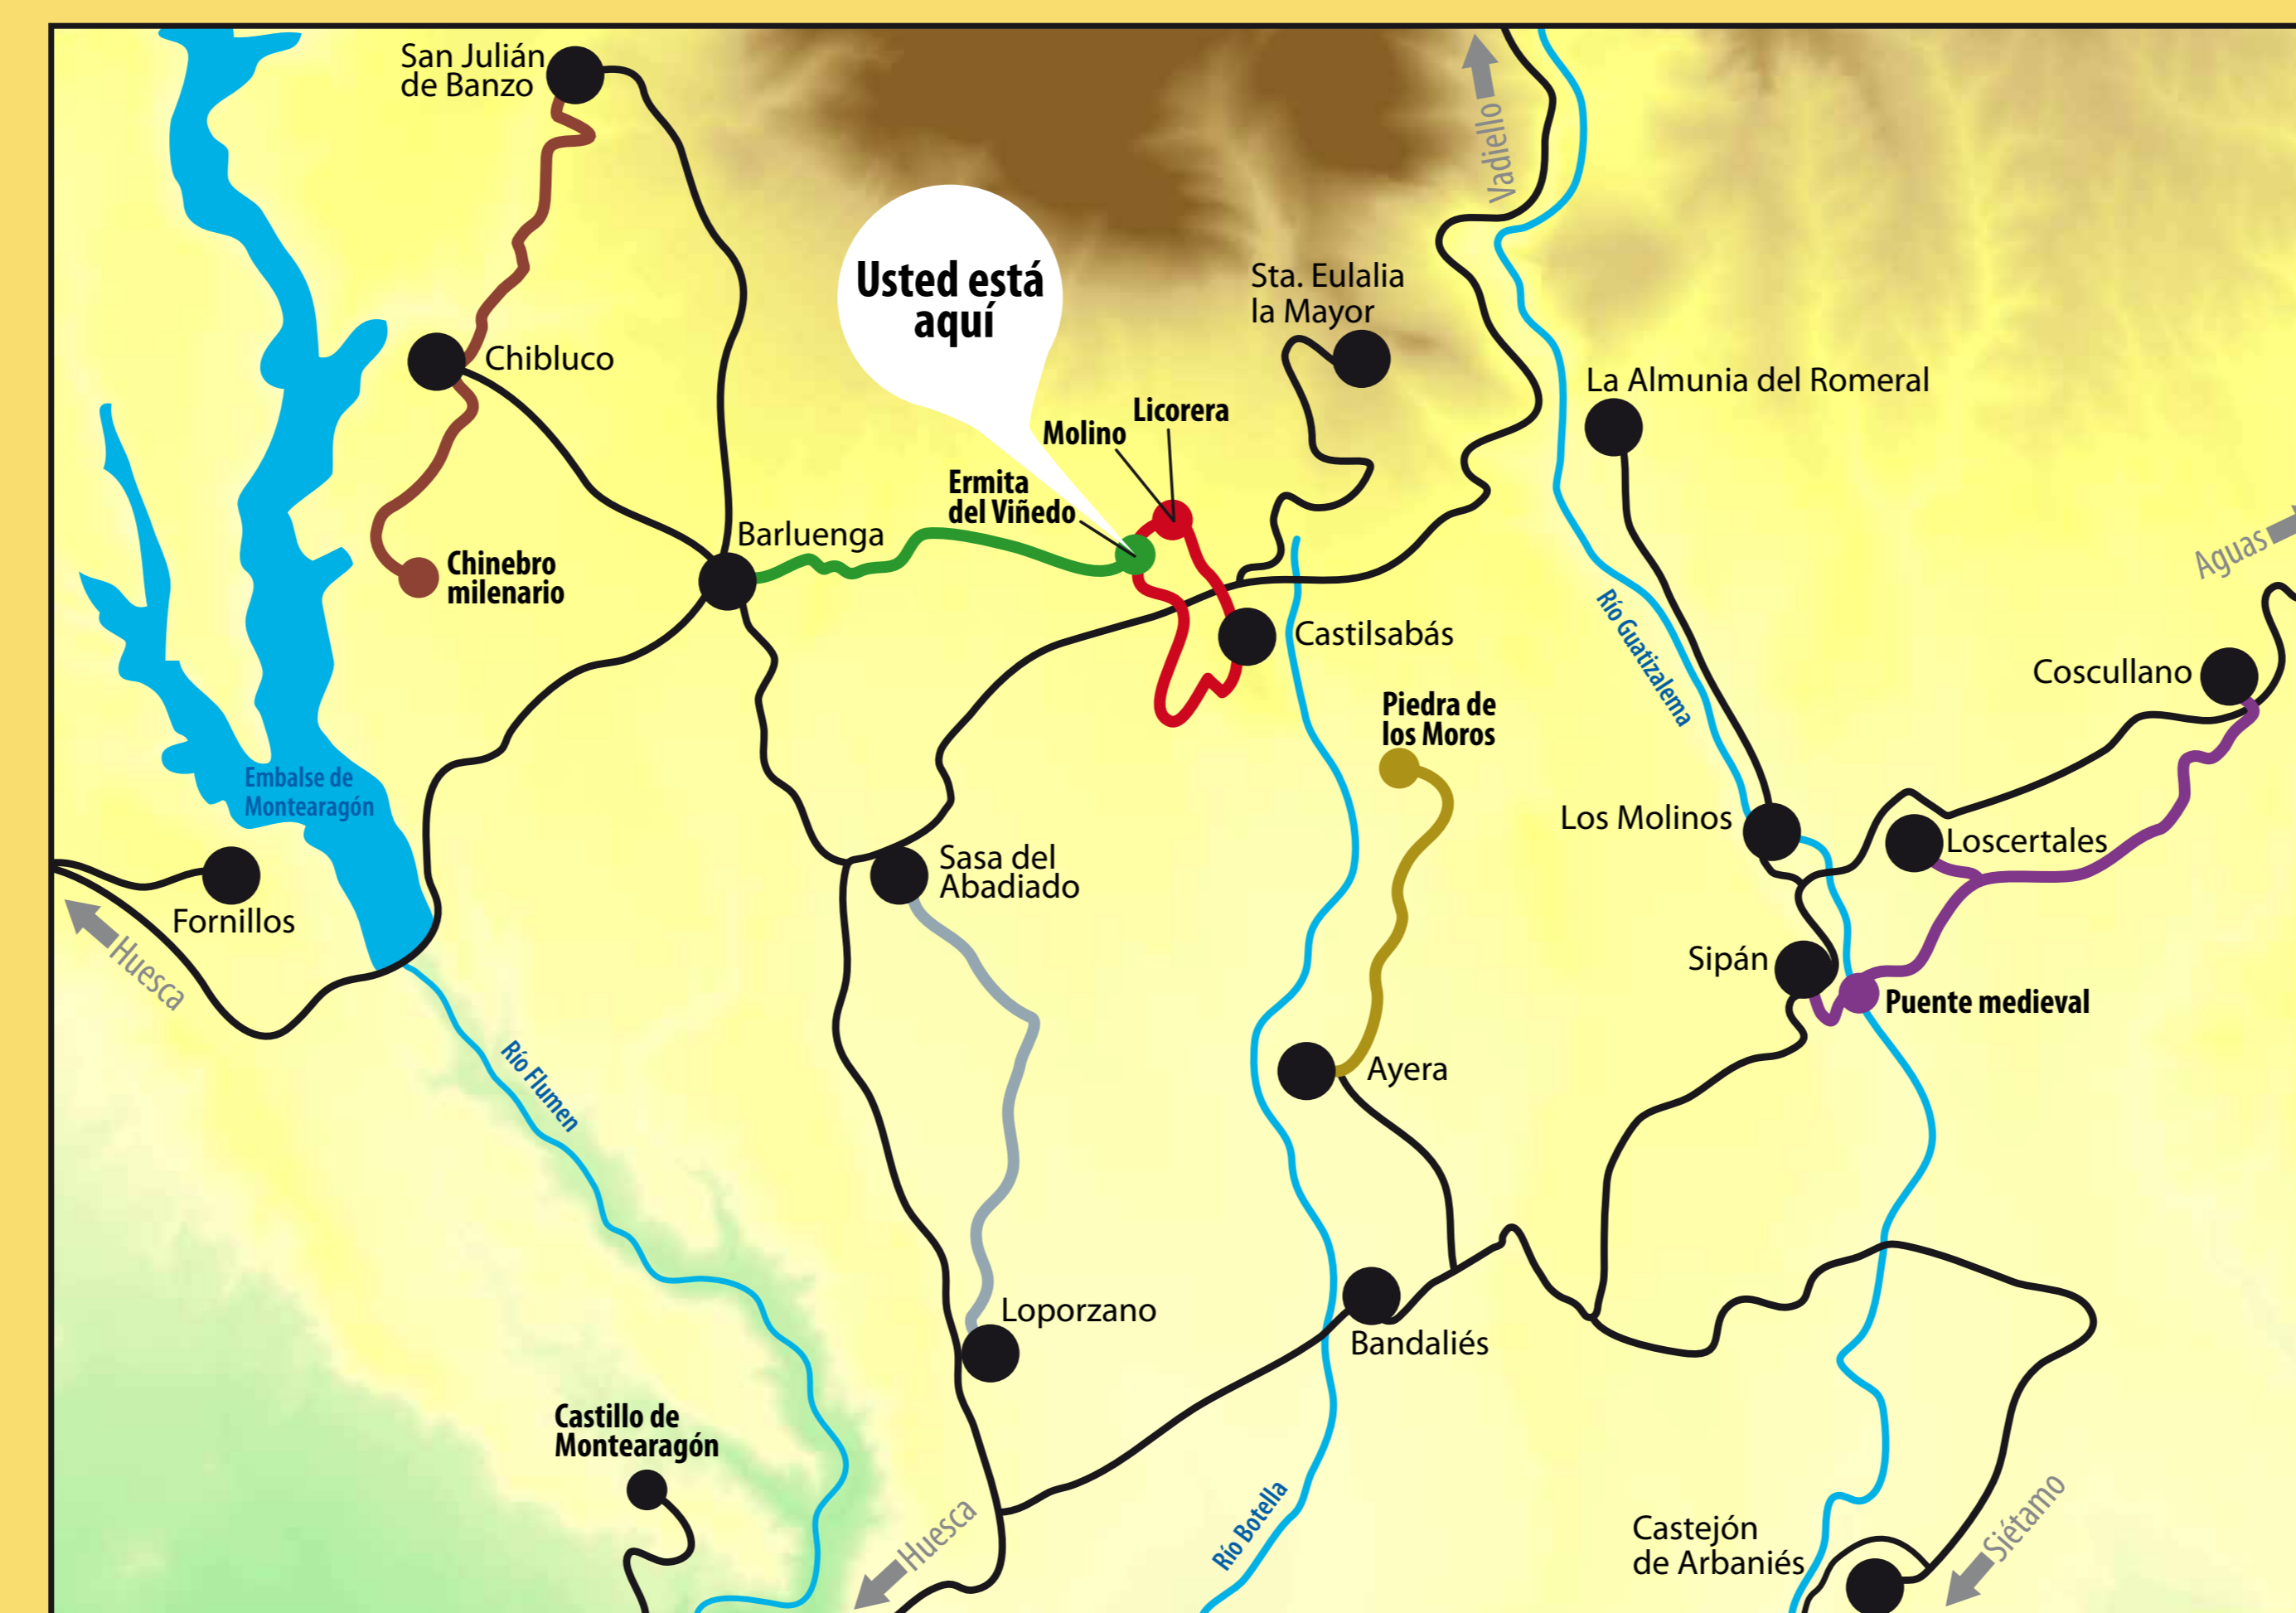 San Julián
de Banzo
Vadiello
Usted está
aquí
Sta. Eulalia
la Mayor
Chibluco
La Almunia del Romeral
Licorera
Molino
Ermita
del Viñedo
Barluenga
Aguas
Chinebro
milenario
Río Guatizalema
Castilsabás
Coscullano
Piedra de
los Moros
Embalse de
Montearagón
Los Molinos
Loscertales
Sasa del
Abadiado
Fornillos
Huesca
Sipán
Puente medieval
Río Flumen
Ayera
Loporzano
Bandaliés
Castillo de
Montearagón
Huesca
Río Botella
Castejón
de Arbaniés
Siétamo